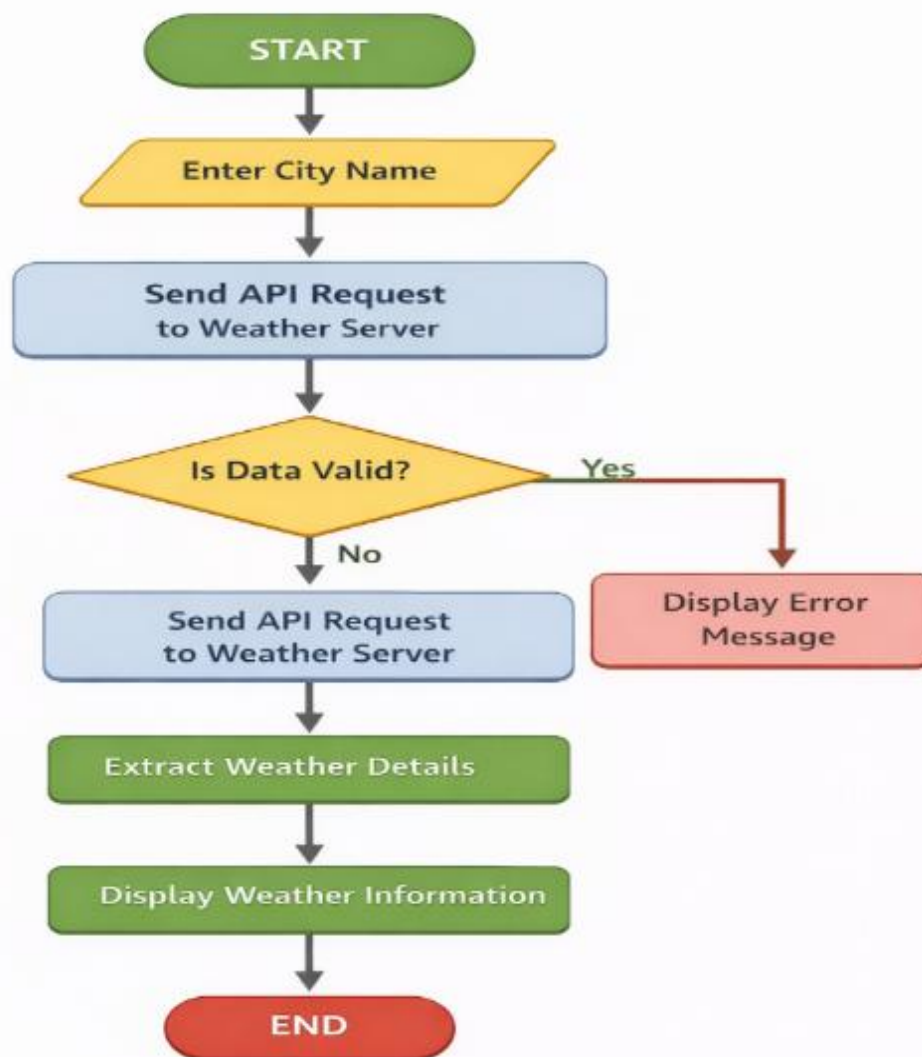 START
Enter City Name
Send API Request
to Weather Server
Is Data Valid?
Yes
No
Send API Request
to Weather Server
Display Error
Message
Extract Weather Details
Display Weather Information
END